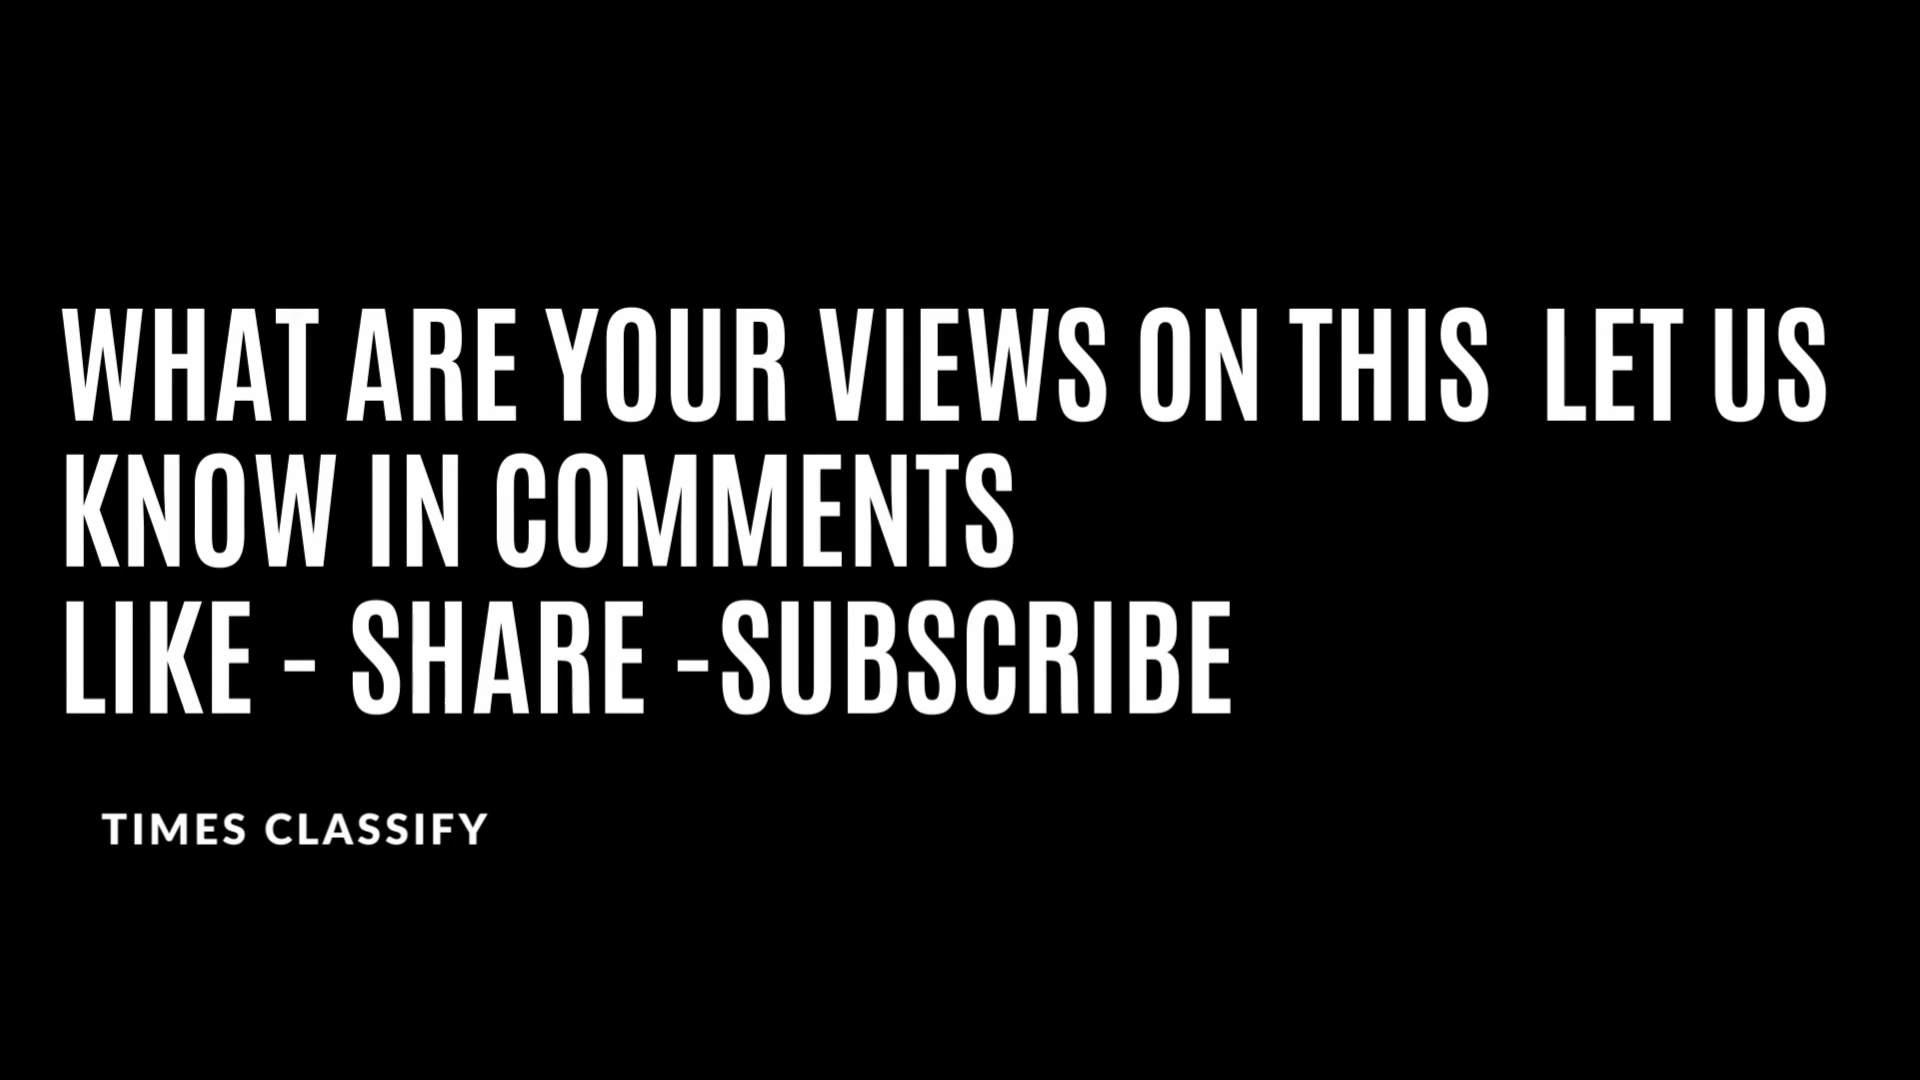 WHAT ARE YOUR VIEWS ON THIS  LET US
KNOW IN COMMENTS
LIKE - SHARE -SUBSCRIBE
TIMES CLASSIFY